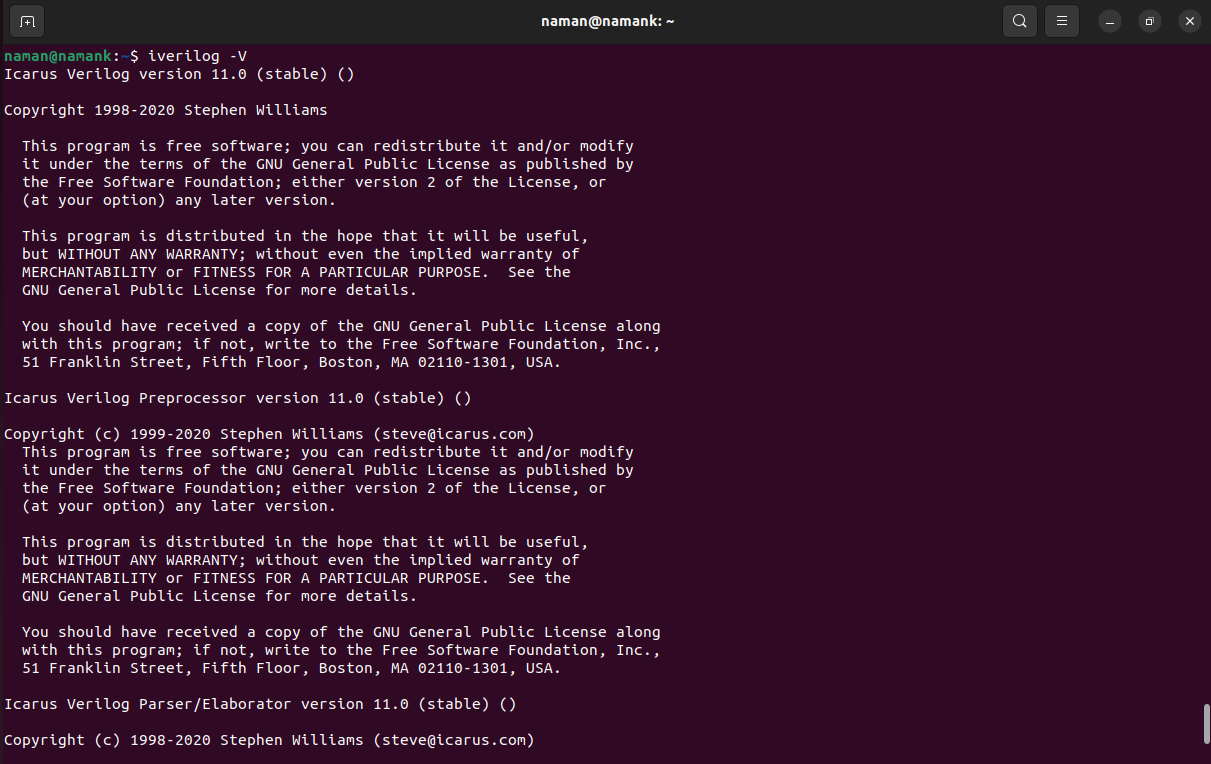 naman@namank: ~
naman@namank:~$ iverilog -V
Icarus Verilog version 11.0 (stable) ()
Copyright 1998-2020 Stephen Williams
This program is free software; you can redistribute it and/or modify
it under the terms of the GNU General Public License as published by
the Free Software Foundation; either version 2 of the License, or
(at your option) any later version.
This program is distributed in the hope that it will be useful,
but WITHOUT ANY WARRANTY; without even the implied warranty of
MERCHANTABILITY or FITNESS FOR A PARTICULAR PURPOSE.  See the
GNU General Public License for more details.
You should have received a copy of the GNU General Public License along
with this program; if not, write to the Free Software Foundation, Inc.,
51 Franklin Street, Fifth Floor, Boston, MA 02110-1301, USA.
Icarus Verilog Preprocessor version 11.0 (stable) ()
Copyright (c) 1999-2020 Stephen Williams (steve@icarus.com)
This program is free software; you can redistribute it and/or modify
it under the terms of the GNU General Public License as published by
the Free Software Foundation; either version 2 of the License, or
(at your option) any later version.
This program is distributed in the hope that it will be useful,
but WITHOUT ANY WARRANTY; without even the implied warranty of
MERCHANTABILITY or FITNESS FOR A PARTICULAR PURPOSE.  See the
GNU General Public License for more details.
You should have received a copy of the GNU General Public License along
with this program; if not, write to the Free Software Foundation, Inc.,
51 Franklin Street, Fifth Floor, Boston, MA 02110-1301, USA.
Icarus Verilog Parser/Elaborator version 11.0 (stable) ()
Copyright (c) 1998-2020 Stephen Williams (steve@icarus.com)